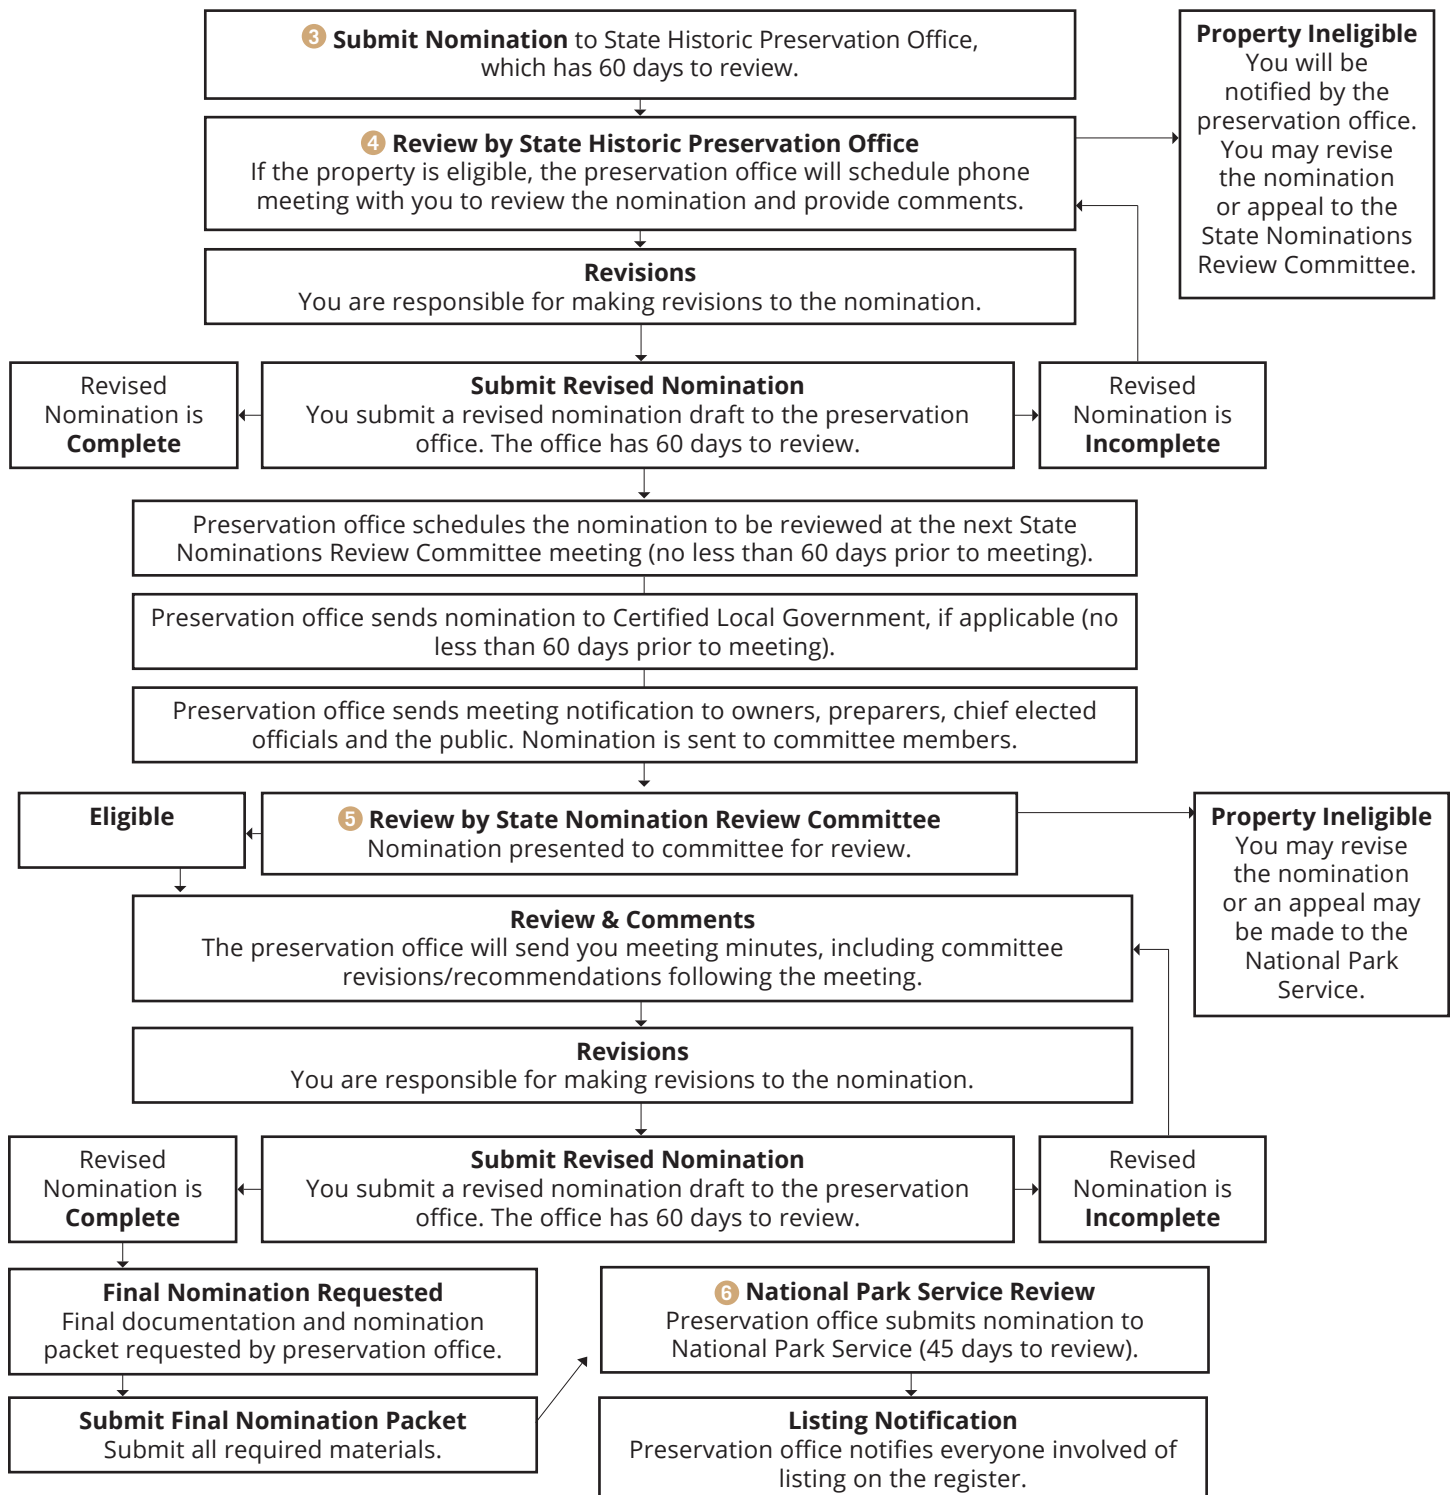 3 Submit Nomination to State Historic Preservation Office,
which has 60 days to review.
Property Ineligible
You will be
notified by the
preservation office.
You may revise
the nomination
or appeal to the
State Nominations
Review Committee.
4 Review by State Historic Preservation Office
If the property is eligible, the preservation office will schedule phone
meeting with you to review the nomination and provide comments.
Revisions
You are responsible for making revisions to the nomination.
Revised
Nomination is
Complete
Submit Revised Nomination
You submit a revised nomination draft to the preservation
office. The office has 60 days to review.
Revised
Nomination is
Incomplete
Preservation office schedules the nomination to be reviewed at the next State
Nominations Review Committee meeting (no less than 60 days prior to meeting).
Preservation office sends nomination to Certified Local Government, if applicable (no
less than 60 days prior to meeting).
Preservation office sends meeting notification to owners, preparers, chief elected
officials and the public. Nomination is sent to committee members.
Eligible
5 Review by State Nomination Review Committee
Nomination presented to committee for review.
Property Ineligible
You may revise
the nomination
or an appeal may
be made to the
National Park
Service.
Review & Comments
The preservation office will send you meeting minutes, including committee
revisions/recommendations following the meeting.
Revisions
You are responsible for making revisions to the nomination.
Revised
Nomination is
Complete
Submit Revised Nomination
You submit a revised nomination draft to the preservation
office. The office has 60 days to review.
Revised
Nomination is
Incomplete
Final Nomination Requested
Final documentation and nomination
packet requested by preservation office.
6 National Park Service Review
Preservation office submits nomination to
National Park Service (45 days to review).
Submit Final Nomination Packet
Submit all required materials.
Listing Notification
Preservation office notifies everyone involved of
listing on the register.